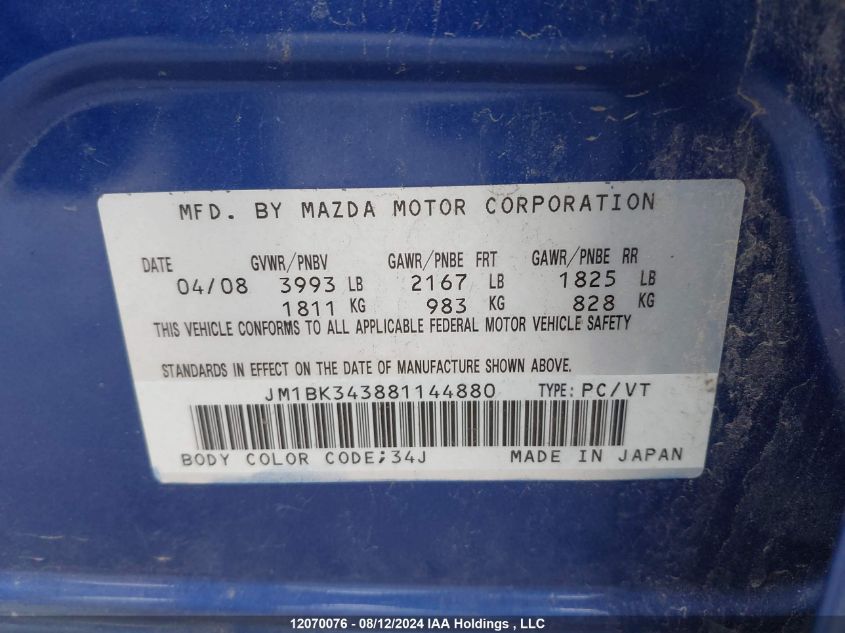 MFD. BY MAZDA MOTOR CORPORATION
DATE GVWR/PNBV GAWR/PNBE FRT GAWR/PNBE RR
04/08 3993 LB 2167 LB 1825 LB
1811 KG 983 KG 828 KG
THIS VEHICLE CONFORMS TO ALL APPLICABLE FEDERAL MOTOR VEHICLE SAFETY
STANDARDS IN EFFECT ON THE DATE OF MANUFACTURE SHOWN ABOVE.
JM1BK343881144880 TYPE: PC/VT
BODY COLOR CODE;34J MADE IN JAPAN
12070076 - 08/12/2024 IAA Holdings , LLC